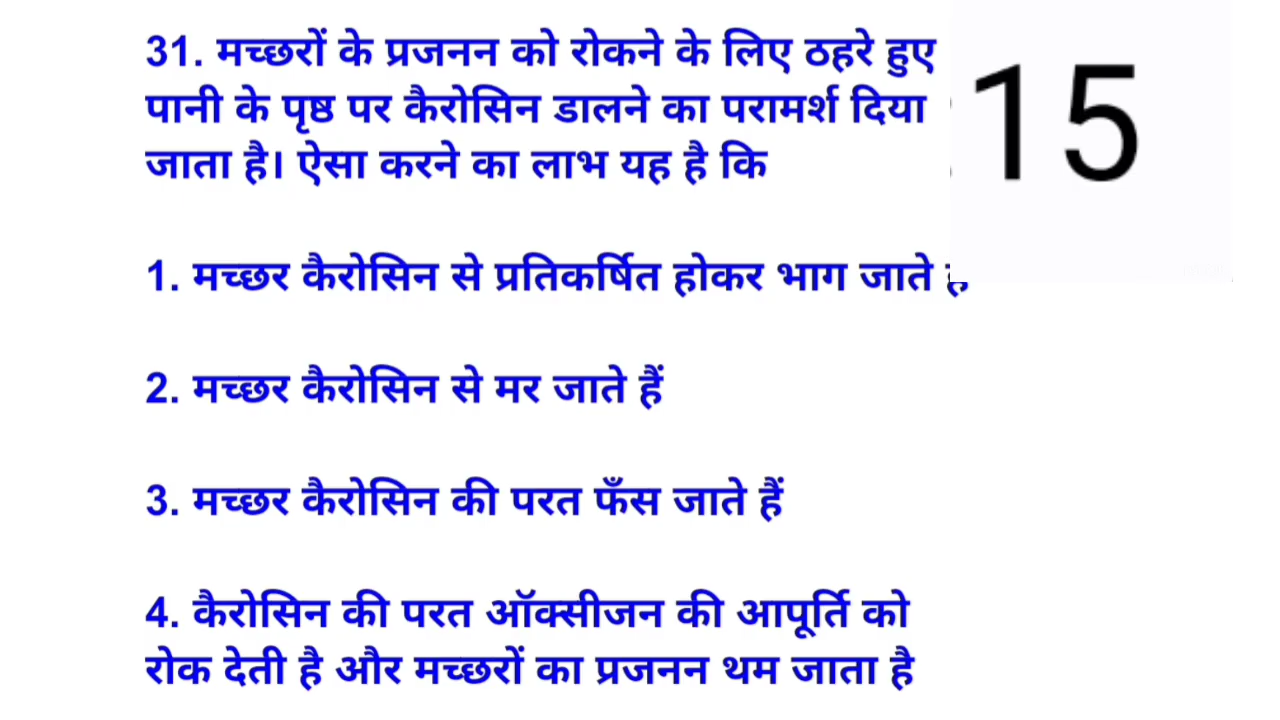 31. मच्छरों के प्रजनन को रोकने के लिए ठहरे हुए
पानी के पृष्ठ पर कैरोसिन डालने का परामर्श दिया
जाता है। ऐसा करने का लाभ यह है कि
15
1. मच्छर कैरोसिन से प्रतिकर्षित होकर भाग जाते
2. मच्छर कैरोसिन से मर जाते हैं
3. मच्छर कैरोसिन की परत फँस जाते हैं
4. कैरोसिन की परत ऑक्सीजन की आपूर्ति को
रोक देती है और मच्छरों का प्रजनन थम जाता है